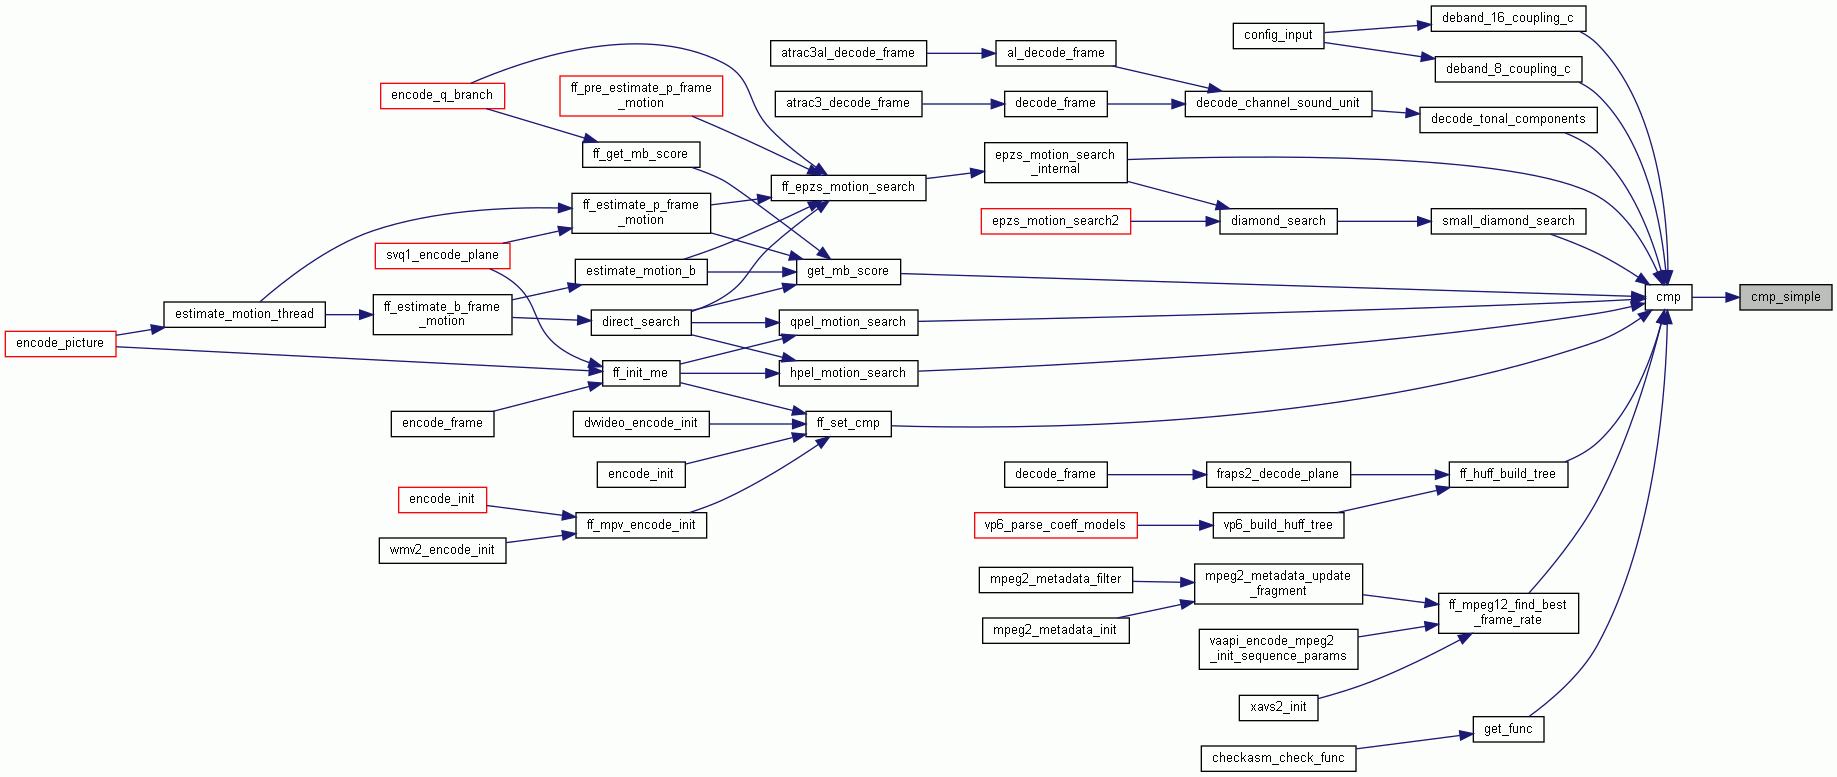 deband_16_coupling_c
config_input
atrac3al_decode_frame
al_decode_frame
deband_8_coupling_c
encode_q_branch
ff_pre_estimate_p_frame
_motion
atrac3_decode_frame
decode_frame
decode_channel_sound_unit
decode_tonal_components
ff_get_mb_score
epzs_motion_search
_internal
ff_epzs_motion_search
ff_estimate_p_frame
_motion
epzs_motion_search2
diamond_search
small_diamond_search
svq1_encode_plane
estimate_motion_b
get_mb_score
cmp
cmp_simple
estimate_motion_thread
ff_estimate_b_frame
_motion
direct_search
qpel_motion_search
encode_picture
ff_init_me
hpel_motion_search
encode_frame
dvvideo_encode_init
ff_set_cmp
encode_init
decode_frame
fraps2_decode_plane
ff_huff_build_tree
encode_init
ff_mpv_encode_init
vp6_parse_coeff_models
vp6_build_huff_tree
wmv2_encode_init
mpeg2_metadata_filter
mpeg2_metadata_update
_fragment
ff_mpeg12_find_best
_frame_rate
mpeg2_metadata_init
vaapi_encode_mpeg2
_init_sequence_params
xavs2_init
get_func
checkasm_check_func